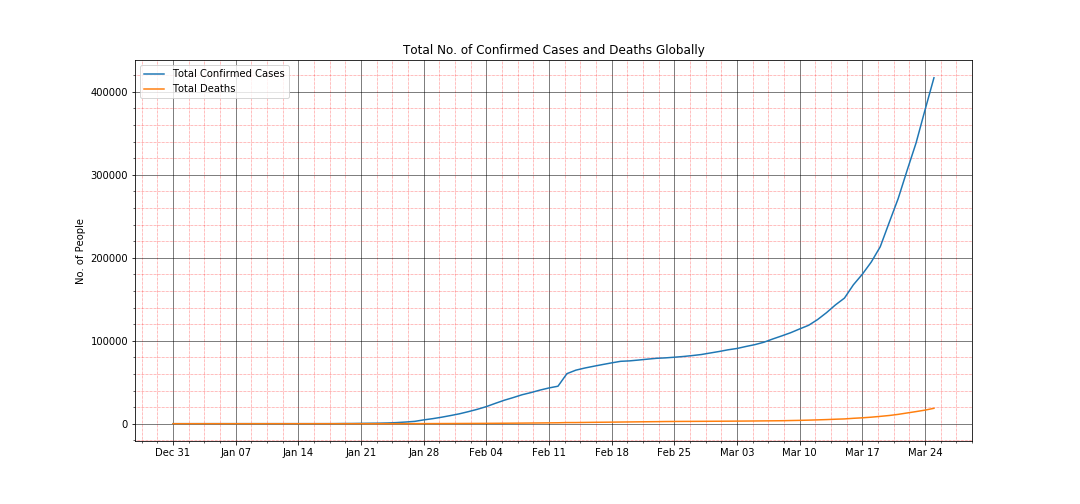 Total No. of Confirmed Cases and Deaths Globally
Total Confirmed Cases
Total Deaths
400000
300000
200000
100000
0
No. of People
Dec 31 Jan 07 Jan 14 Jan 21 Jan 28 Feb 04 Feb 11 Feb 18 Feb 25 Mar 03 Mar 10 Mar 17 Mar 24